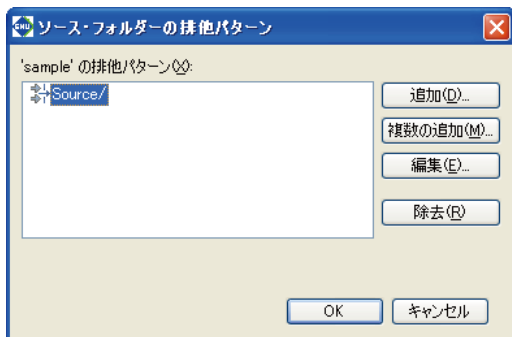 ソース・フォルダーの排他パターン
'sample' の排他パターン(X):
Source/
追加(D)...
複数の追加(M)...
編集(E)...
除去(R)
OK
キャンセル